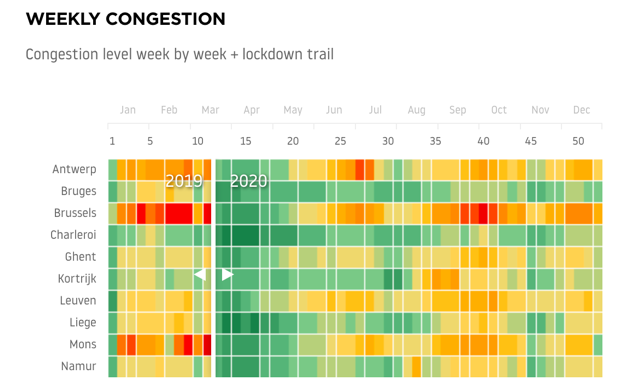 WEEKLY CONGESTION
Congestion level week by week + lockdown trail
Jan Feb Mar Apr May Jun Jul Aug Sep Oct Dec
1 5 10 15 20 25 30 35 40 45 50
Antwerp
2019 2020
Bruges
Brussels
Charleroi
Ghent
Kortrijk
Leuven
Liege
Mons
Namur